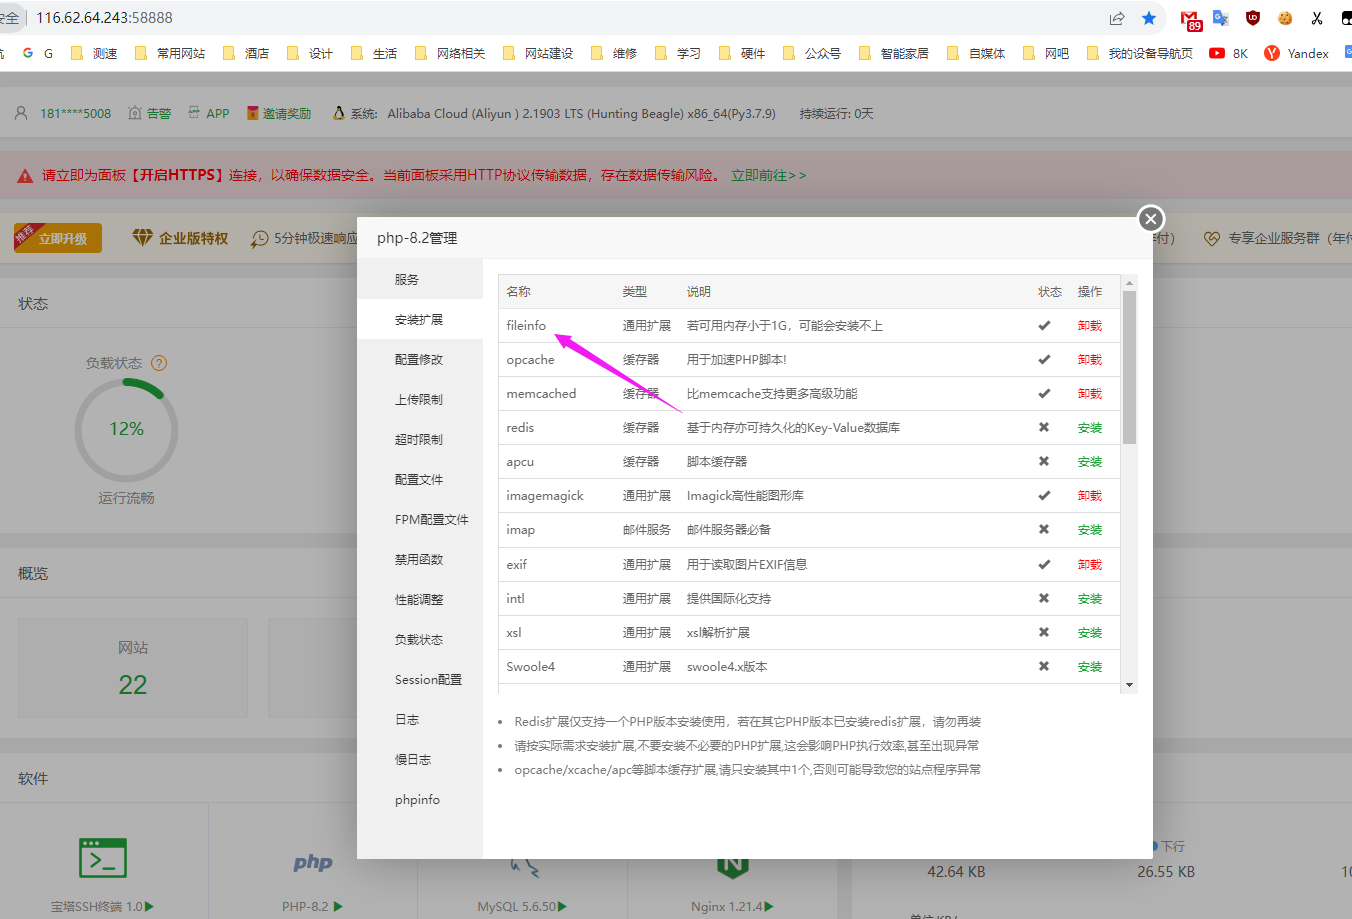 安全 116.62.64.243:58888
89
G 测速 常用网站 酒店 设计 生活 网络相关 网站建设 维修 学习 硬件 公众号 智能家居 自媒体 网吧 我的设备导航页 8K Yandex
181****5008 告警 APP 邀请奖励 系统: Alibaba Cloud (Aliyun ) 2.1903 LTS (Hunting Beagle) x86_64(Py3.7.9) 持续运行: 0天
请立即为面板【开启HTTPS】连接，以确保数据安全。当前面板采用HTTP协议传输数据，存在数据传输风险。 立即前往>>
推荐 立即升级 企业版特权 5分钟极速响应 付） 专享企业服务群（年付
php-8.2管理
服务
安装扩展
配置修改
上传限制
超时限制
配置文件
FPM配置文件
禁用函数
性能调整
负载状态
Session配置
日志
慢日志
phpinfo
名称 类型 说明 状态 操作
fileinfo 通用扩展 若可用内存小于1G，可能会安装不上 卸载
opcache 缓存器 用于加速PHP脚本! 卸载
memcached 缓存器 比memcache支持更多高级功能 卸载
redis 缓存器 基于内存亦可持久化的Key-Value数据库 安装
apcu 缓存器 脚本缓存器 安装
imagemagick 通用扩展 Imagick高性能图形库 卸载
imap 邮件服务 邮件服务器必备 安装
exif 通用扩展 用于读取图片EXIF信息 卸载
intl 通用扩展 提供国际化支持 安装
xsl 通用扩展 xsl解析扩展 安装
Swoole4 通用扩展 swoole4.x版本 安装
Redis扩展仅支持一个PHP版本安装使用，若在其它PHP版本已安装redis扩展，请勿再装
请按实际需求安装扩展,不要安装不必要的PHP扩展,这会影响PHP执行效率,甚至出现异常
opcache/xcache/apc等脚本缓存扩展,请只安装其中1个,否则可能导致您的站点程序异常
状态
负载状态
12%
运行流畅
概览
网站
22
软件
php
宝塔SSH终端 1.0 PHP-8.2 MySQL 5.6.50 Nginx 1.21.4
下行
42.64 KB 26.55 KB